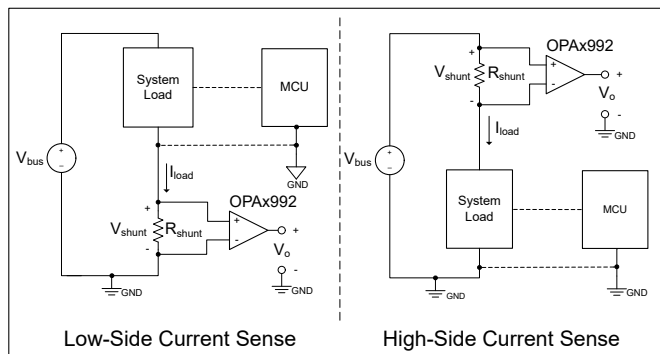 System
Load
MCU
V_bus
+
-
I_load
GND
OPAx992
+
V_shunt
R_shunt
-
+
-
+
V_o
-
GND
GND
Low-Side Current Sense
OPAx992
+
V_shunt
R_shunt
-
+
-
+
V_o
-
GND
I_load
V_bus
+
-
System
Load
MCU
GND
GND
High-Side Current Sense